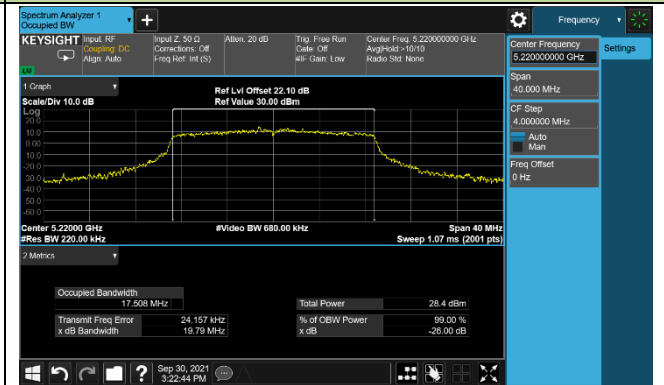 Spectrum Analyzer 1
Occupied BW
+
Frequency
KEYSIGHT
Input: RF
Coupling: DC
Align: Auto
Input Z: 50 Ω
Corrections: Off
Freq Ref: Int (S)
Atten: 20 dB
Trig: Free Run
Gate: Off
#IF Gain: Low
Center Freq: 5.220000000 GHz
Avg|Hold:>10/10
Radio Std: None
Center Frequency
5.220000000 GHz
Settings
Span
40.000 MHz
CF Step
4.000000 MHz
Auto
Man
Freq Offset
0 Hz
1 Graph
Scale/Div 10.0 dB
Ref Lvl Offset 22.10 dB
Ref Value 30.00 dBm
Log
20.0
10.0
0.00
-10.0
-20.0
-30.0
-40.0
-50.0
-60.0
Center 5.22000 GHz
#Video BW 680.00 kHz
Span 40 MHz
#Res BW 220.00 kHz
Sweep 1.07 ms (2001 pts)
2 Metrics
Occupied Bandwidth
17.508 MHz
Total Power
28.4 dBm
Transmit Freq Error
24.157 kHz
% of OBW Power
99.00 %
x dB Bandwidth
19.79 MHz
x dB
-26.00 dB
?
Sep 30, 2021
3:22:44 PM